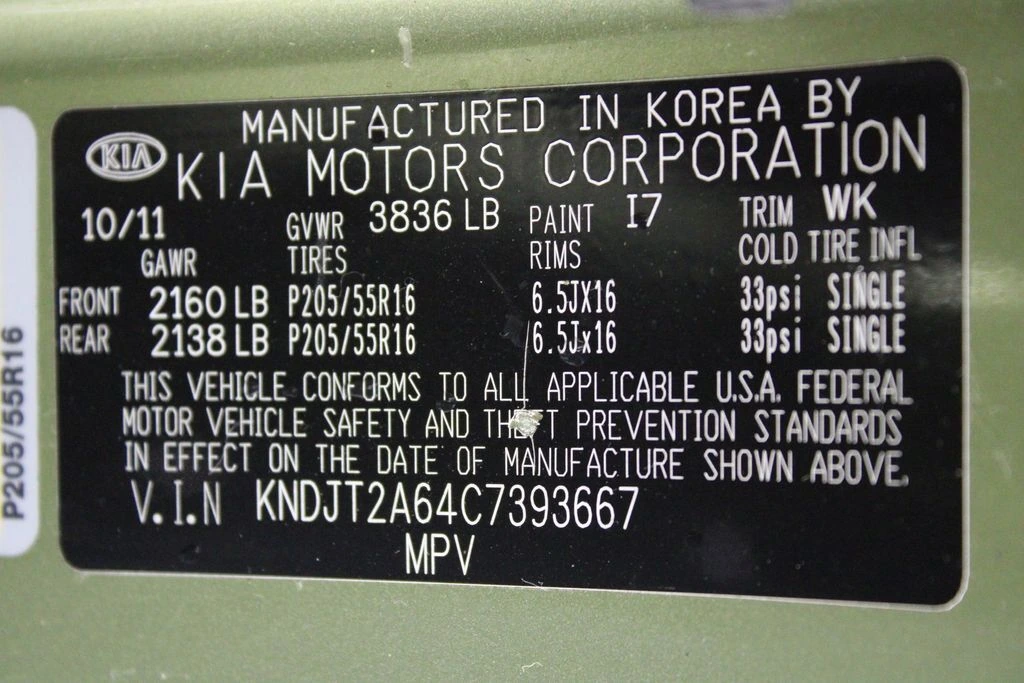 MANUFACTURED IN KOREA BY
KIA KIA MOTORS CORPORATION
10/11 GVWR 3836 LB PAINT I7 TRIM WK
GAWR TIRES RIMS COLD TIRE INFL
FRONT 2160 LB P205/55R16 6.5JX16 33psi SINGLE
REAR 2138 LB P205/55R16 6.5Jx16 33psi SINGLE
THIS VEHICLE CONFORMS TO ALL APPLICABLE U.S.A. FEDERAL
MOTOR VEHICLE SAFETY AND THEFT PREVENTION STANDARDS
IN EFFECT ON THE DATE OF MANUFACTURE SHOWN ABOVE.
V.I.N KNDJT2A64C7393667
MPV
P205/55R16